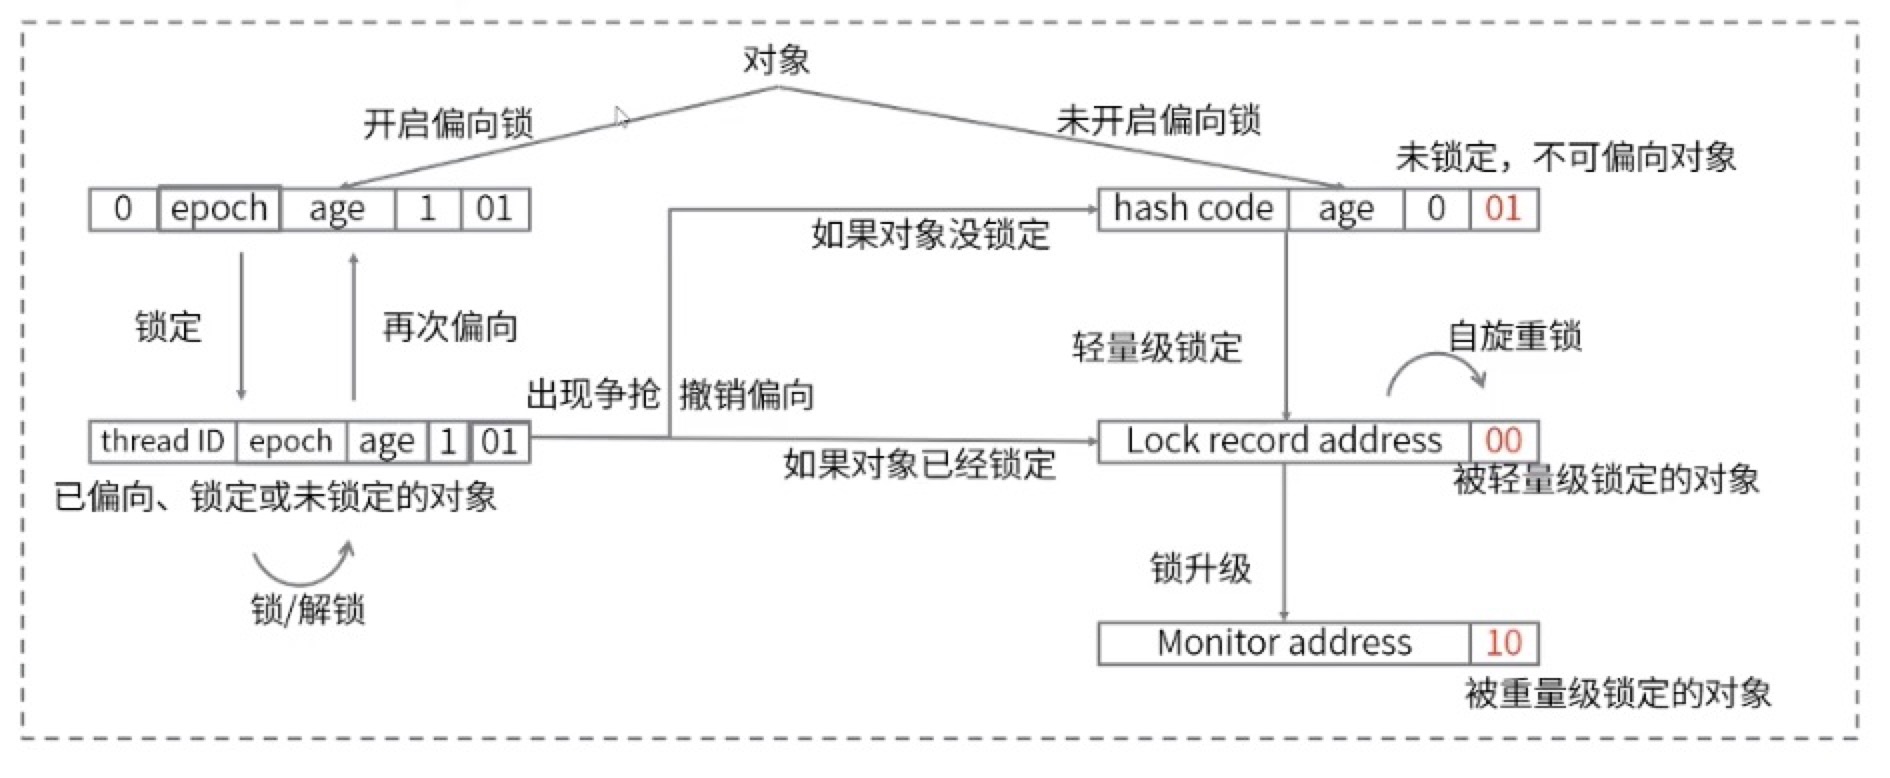 对象
开启偏向锁
未开启偏向锁
未锁定，不可偏向对象
0 epoch age 1 01
hash code age 0 01
如果对象没锁定
锁定
再次偏向
轻量级锁定
自旋重锁
出现争抢 撤销偏向
thread ID epoch age 1 01
Lock record address 00
如果对象已经锁定
被轻量级锁定的对象
已偏向、锁定或未锁定的对象
锁升级
锁/解锁
Monitor address 10
被重量级锁定的对象